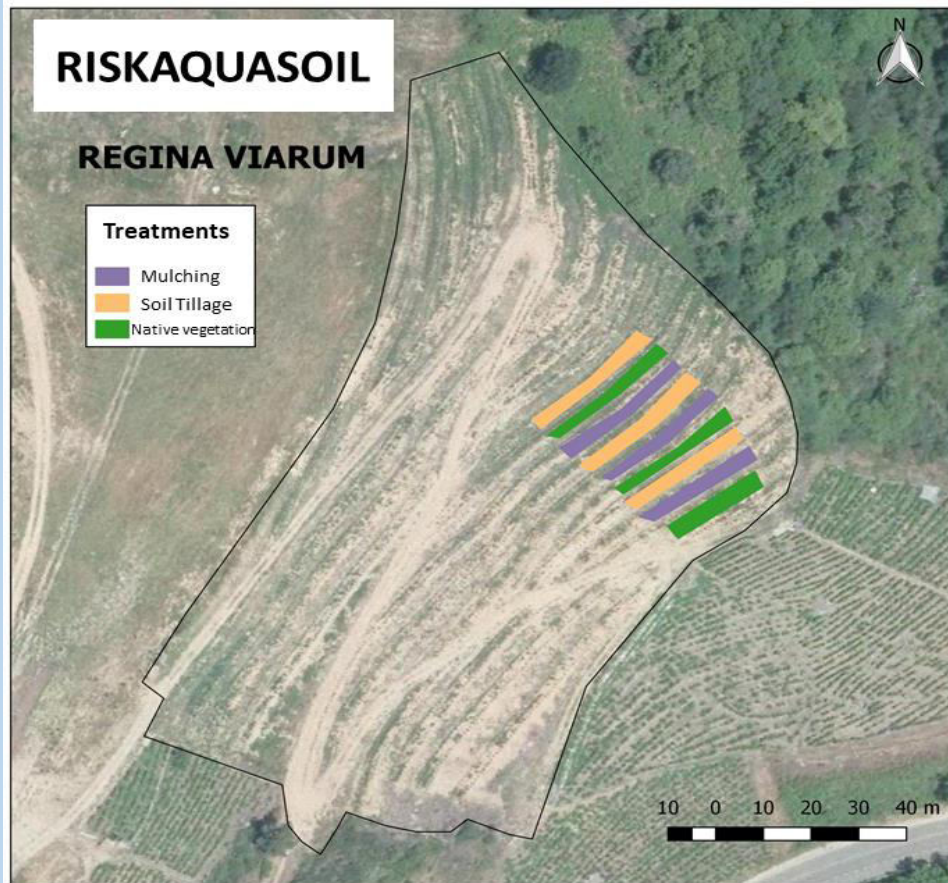 RISKAQUASOIL
N
REGINA VIARUM
Treatments
Mulching
Soil Tillage
Native vegetation
10 0 10 20 30 40 m